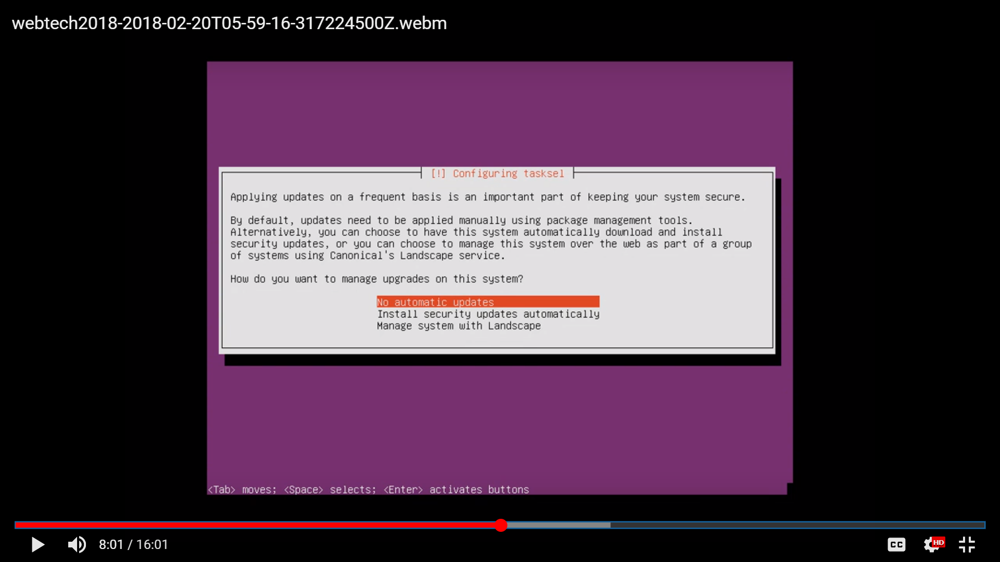 webtech2018-2018-02-20T05-59-16-317224500Z.webm
[!] Configuring tasksel
Applying updates on a frequent basis is an important part of keeping your system secure.
By default, updates need to be applied manually using package management tools.
Alternatively, you can choose to have this system automatically download and install
security updates, or you can choose to manage this system over the web as part of a group
of systems using Canonical's Landscape service.
How do you want to manage upgrades on this system?
No automatic updates
Install security updates automatically
Manage system with Landscape
<Tab> moves; <Space> selects; <Enter> activates buttons
8:01 / 16:01
CC
HD